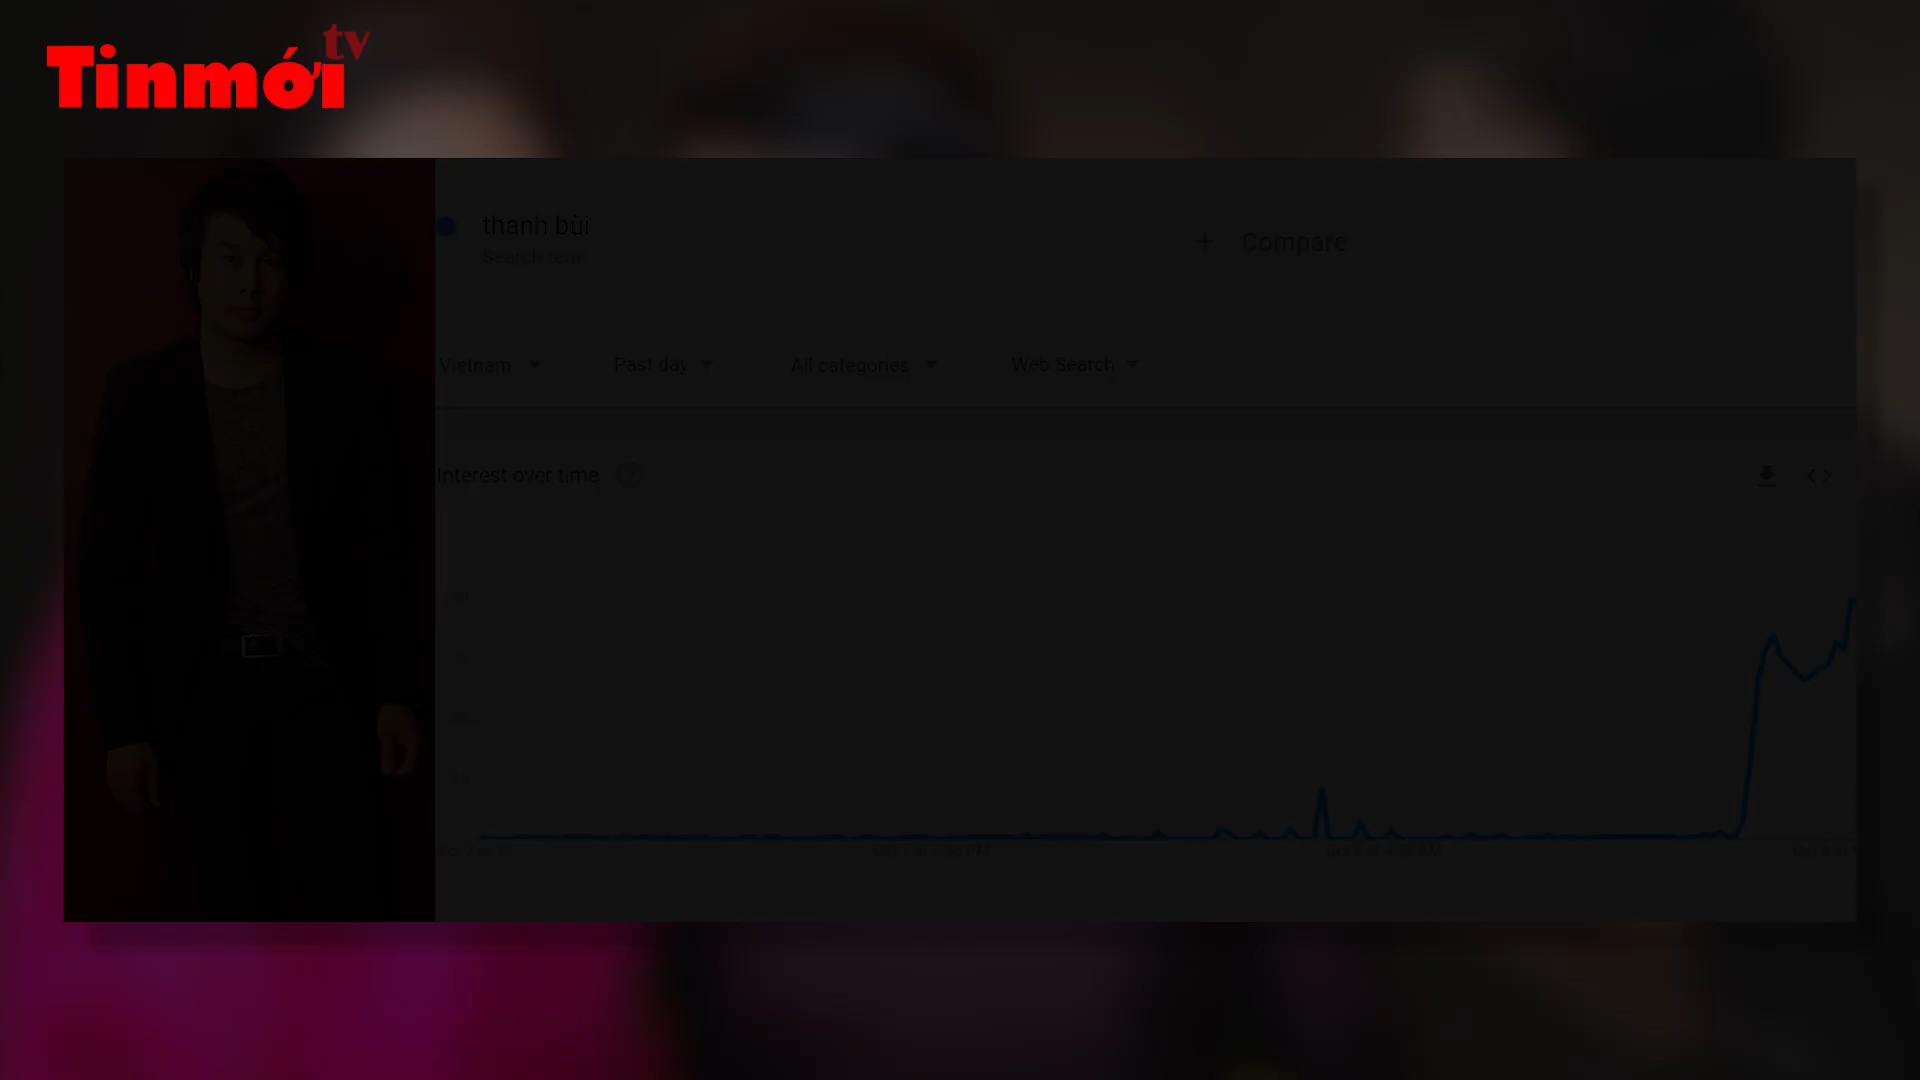 Tinmới tv
thanh bùi
Search term
+ Compare
Vietnam
Past day
All categories
Web Search
Interest over time